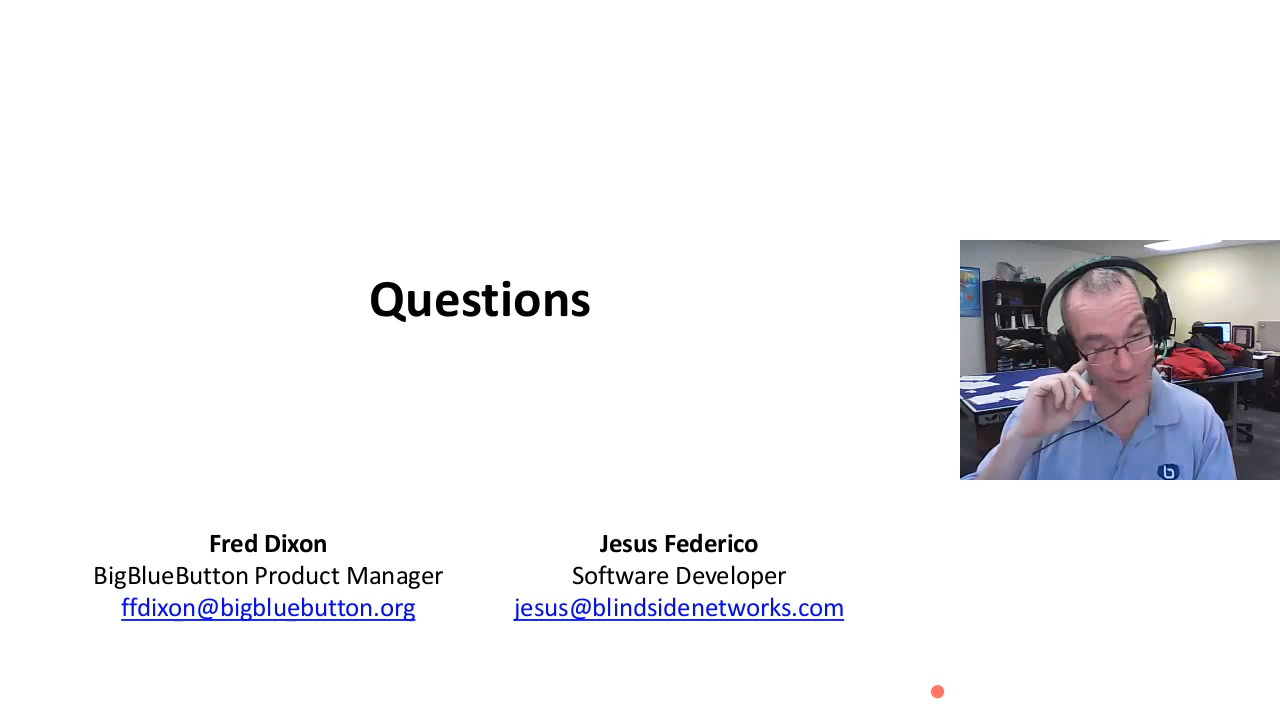 Questions
Fred Dixon
BigBlueButton Product Manager
ffdixon@bigbluebutton.org
Jesus Federico
Software Developer
jesus@blindsidenetworks.com
b